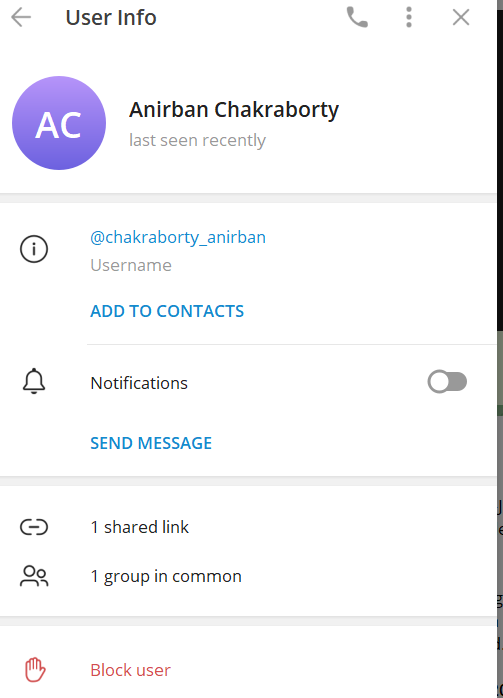 User Info
AC
Anirban Chakraborty
last seen recently
@chakraborty_anirban
Username
ADD TO CONTACTS
Notifications
SEND MESSAGE
1 shared link
1 group in common
Block user